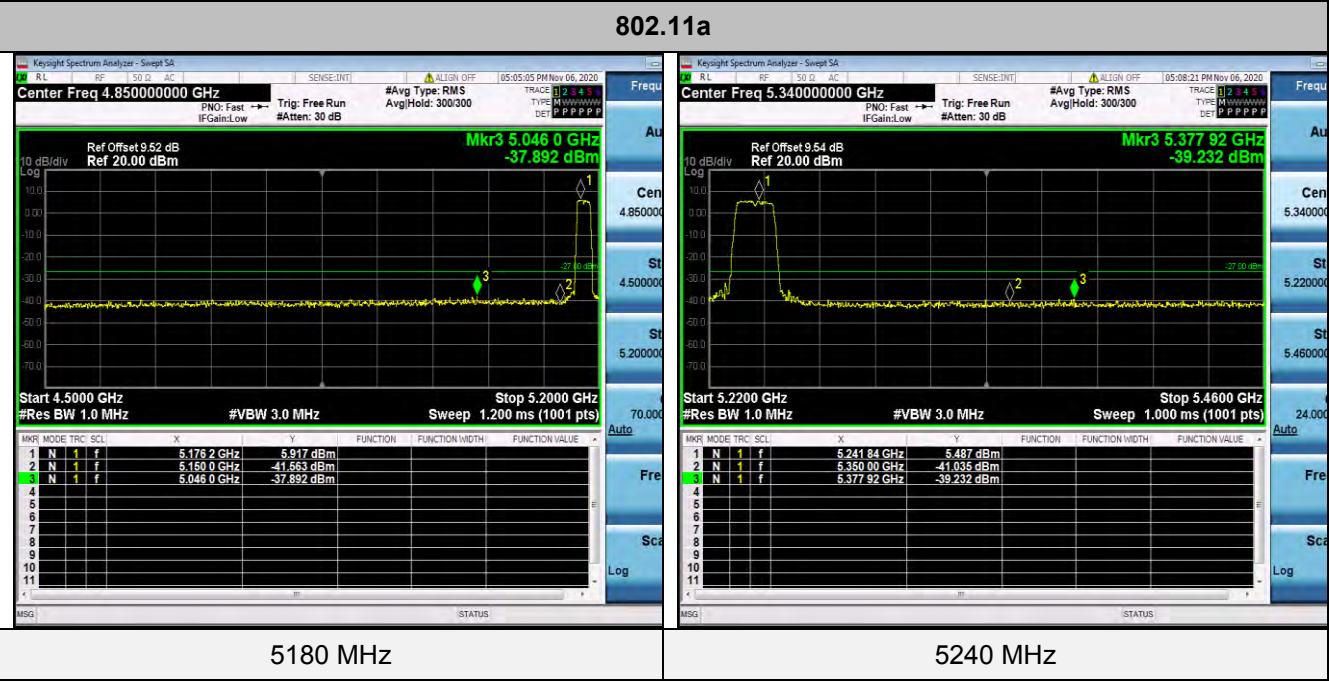 802.11a
Keysight Spectrum Analyzer - Swept SA
RL RF 50 Ω AC SENSE:INT ALIGN OFF 05:05:05 PM Nov 06, 2020
Center Freq 4.850000000 GHz
PNO: Fast
IFGain:Low
Trig: Free Run
#Atten: 30 dB
#Avg Type: RMS
Avg|Hold: 300/300
TRACE 1 2 3 4 5 6
TYPE M WWWWW
DET P P P P P P
Frequ
Au
Mkr3 5.046 0 GHz
-37.892 dBm
Ref Offset 9.52 dB
10 dB/div Ref 20.00 dBm
Log
10.0
0.00
-10.0
-20.0
-30.0
-40.0
-50.0
-60.0
-70.0
1
2
3
-27.00 dBm
Cen
4.85000
St
4.50000
St
5.20000
Start 4.5000 GHz Stop 5.2000 GHz
#Res BW 1.0 MHz #VBW 3.0 MHz Sweep 1.200 ms (1001 pts)
70.000
Auto
MKR MODE TRC SCL X Y FUNCTION FUNCTION WIDTH FUNCTION VALUE
1 N 1 f 5.176 2 GHz 5.917 dBm
2 N 1 f 5.150 0 GHz -41.563 dBm
3 N 1 f 5.046 0 GHz -37.892 dBm
4
5
6
7
8
9
10
11
Fre
Sca
Log
MSG STATUS
5180 MHz
Keysight Spectrum Analyzer - Swept SA
RL RF 50 Ω AC SENSE:INT ALIGN OFF 05:08:21 PM Nov 06, 2020
Center Freq 5.340000000 GHz
PNO: Fast
IFGain:Low
Trig: Free Run
#Atten: 30 dB
#Avg Type: RMS
Avg|Hold: 300/300
TRACE 1 2 3 4 5 6
TYPE M WWWWW
DET P P P P P P
Frequ
Au
Mkr3 5.377 92 GHz
-39.232 dBm
Ref Offset 9.54 dB
10 dB/div Ref 20.00 dBm
Log
10.0
0.00
-10.0
-20.0
-30.0
-40.0
-50.0
-60.0
-70.0
1
2
3
-27.00 dBm
Cen
5.34000
St
5.22000
St
5.46000
Start 5.2200 GHz Stop 5.4600 GHz
#Res BW 1.0 MHz #VBW 3.0 MHz Sweep 1.000 ms (1001 pts)
24.000
Auto
MKR MODE TRC SCL X Y FUNCTION FUNCTION WIDTH FUNCTION VALUE
1 N 1 f 5.241 84 GHz 5.487 dBm
2 N 1 f 5.350 00 GHz -41.035 dBm
3 N 1 f 5.377 92 GHz -39.232 dBm
4
5
6
7
8
9
10
11
Fre
Sca
Log
MSG STATUS
5240 MHz